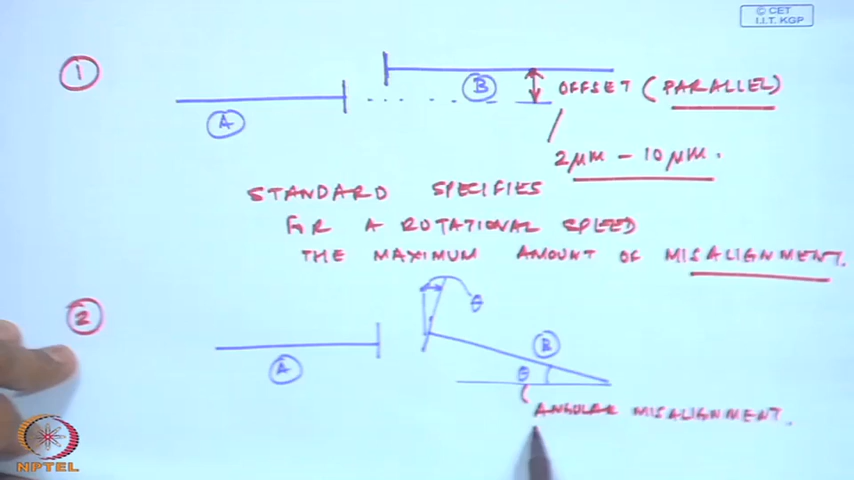 © CET
I.I.T. KGP
1
A
B
OFFSET (PARALLEL)
2μm - 10μm.
STANDARD SPECIFIES
FOR A ROTATIONAL SPEED
THE MAXIMUM AMOUNT OF MISALIGNMENT.
2
θ
A
B
θ
ANGULAR MISALIGNMENT.
NPTEL